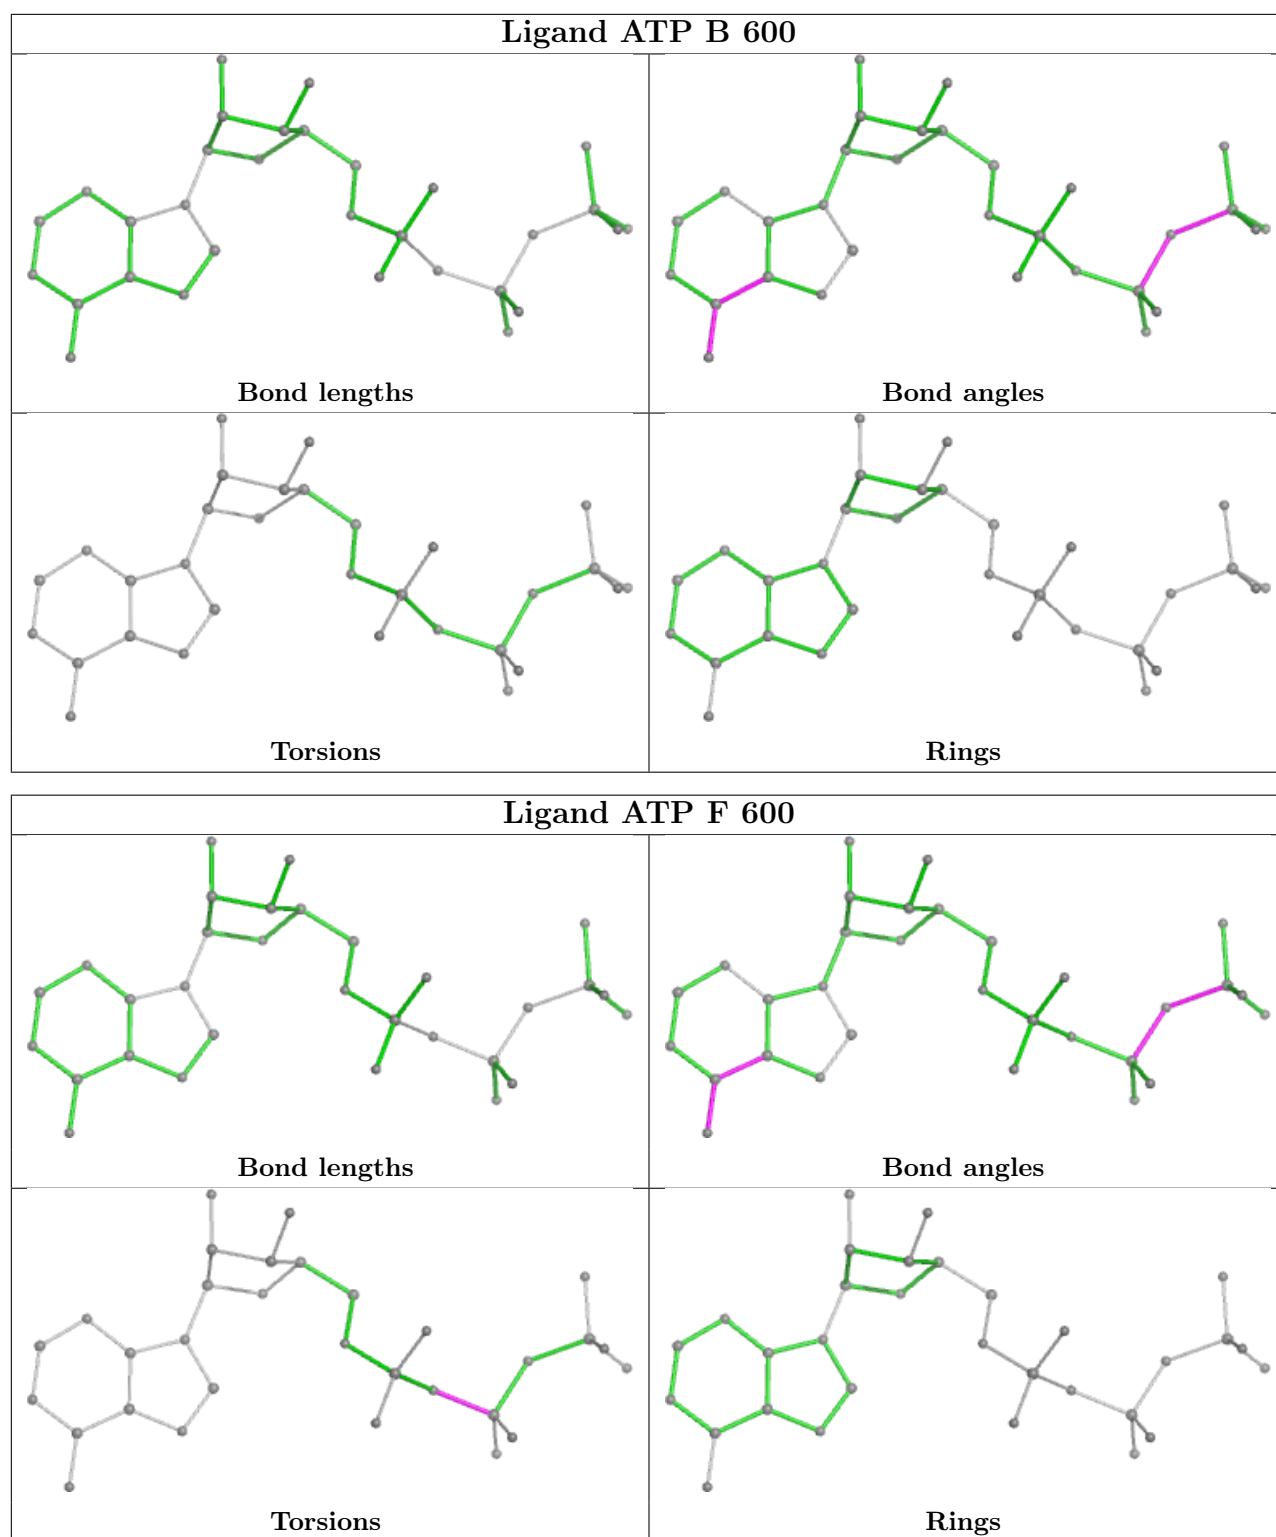 Ligand ATP B 600
Bond lengths
Bond angles
Torsions
Rings
Ligand ATP F 600
Bond lengths
Bond angles
Torsions
Rings